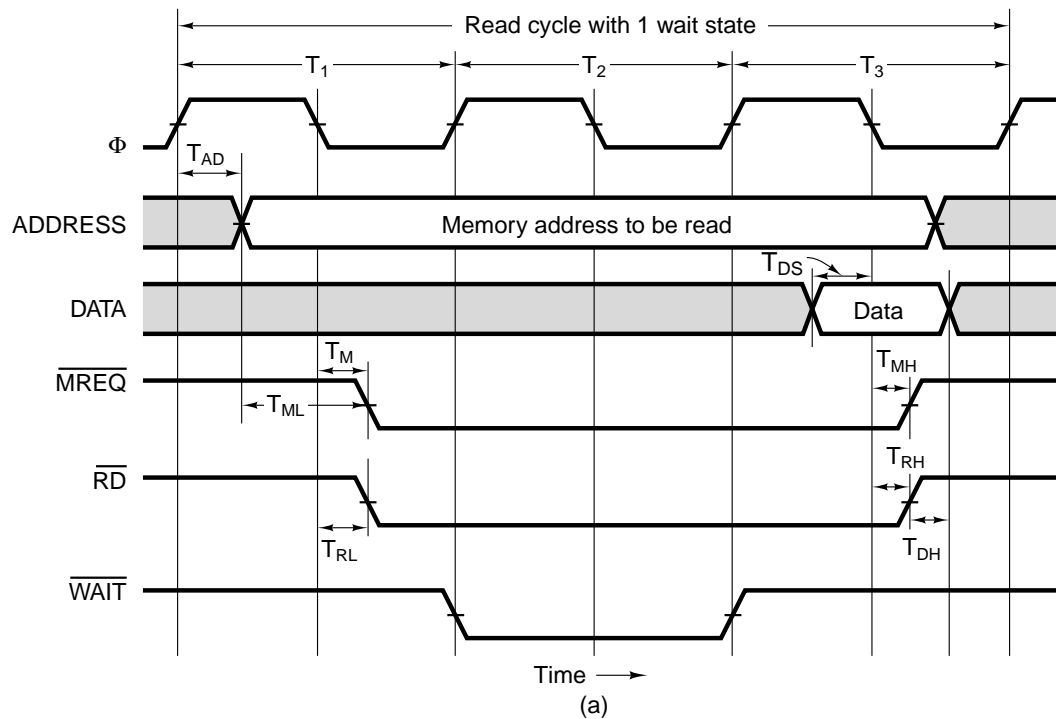 Read cycle with 1 wait state
T1 T2 T3
Φ
TAD
ADDRESS Memory address to be read
TDS
DATA Data
TM TMH
MREQ
TML
TRH
RD
TRL TDH
WAIT
Time
(a)